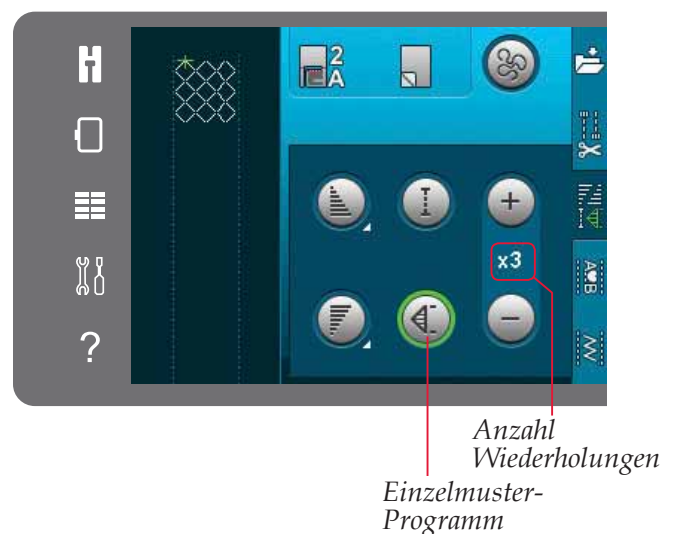 2
A
+
x3
A♥B
−
?
Anzahl
Wiederholungen
Einzelmuster-
Programm